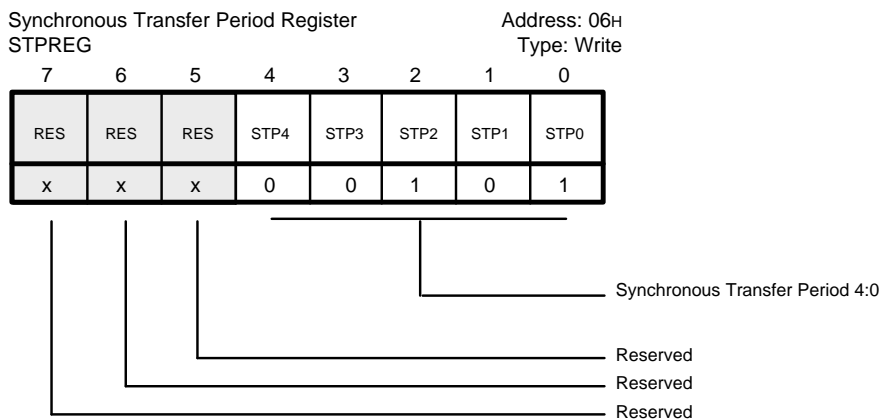 Synchronous Transfer Period Register Address: 06H
STPREG Type: Write
7 6 5 4 3 2 1 0
RES RES RES STP4 STP3 STP2 STP1 STP0
x x x 0 0 1 0 1
Synchronous Transfer Period 4:0
Reserved
Reserved
Reserved